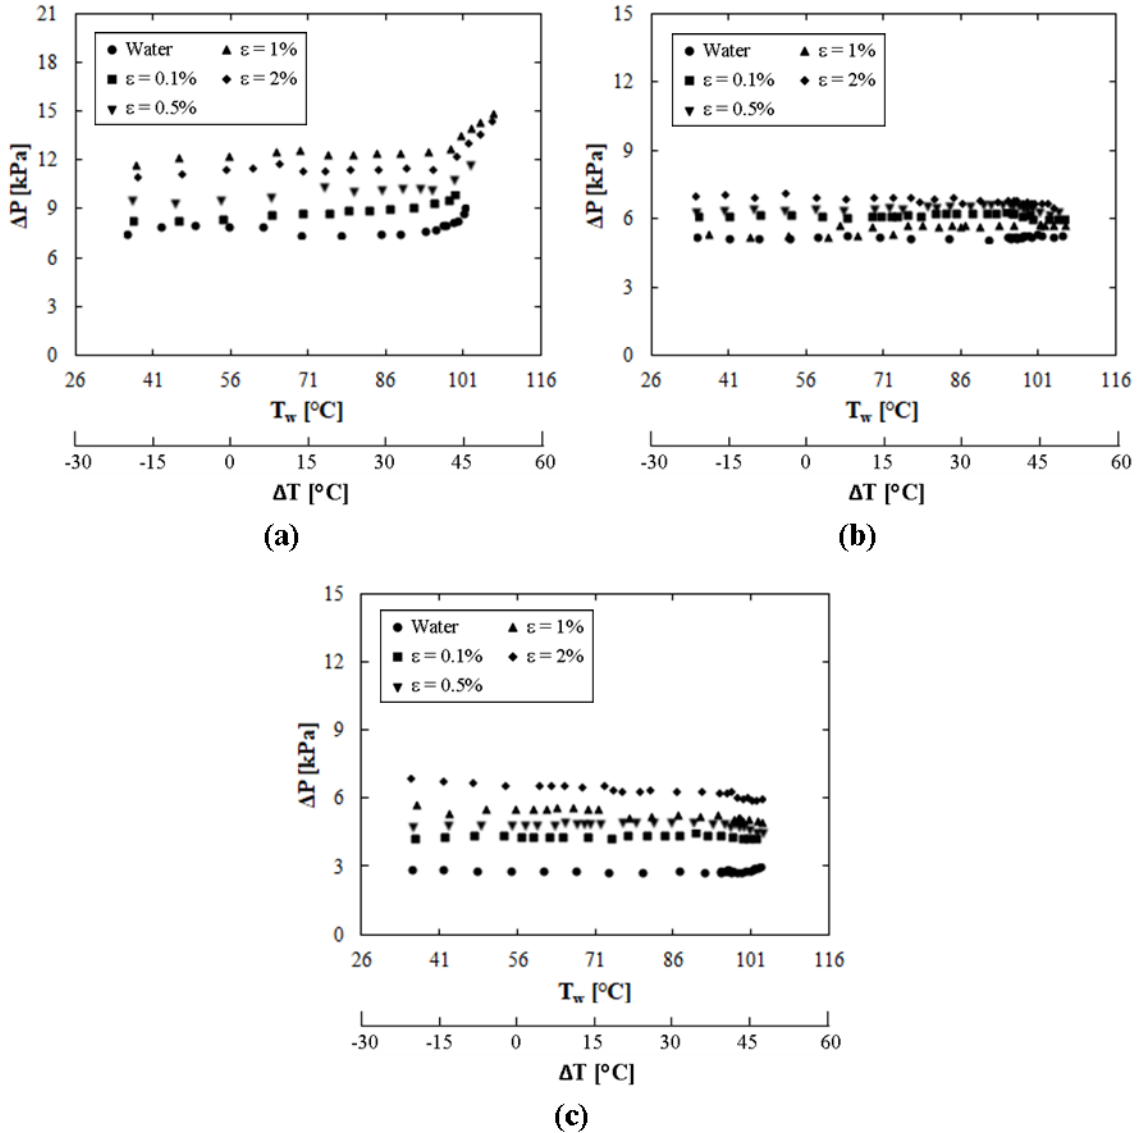 21
18
15
12
9
6
3
0
ΔP [kPa]
Water
ε = 1%
ε = 0.1%
ε = 2%
ε = 0.5%
26 41 56 71 86 101 116
Tw [°C]
-30 -15 0 15 30 45 60
ΔT [°C]
(a)
15
12
9
6
3
0
ΔP [kPa]
Water
ε = 1%
ε = 0.1%
ε = 2%
ε = 0.5%
26 41 56 71 86 101 116
Tw [°C]
-30 -15 0 15 30 45 60
ΔT [°C]
(b)
15
12
9
6
3
0
ΔP [kPa]
Water
ε = 1%
ε = 0.1%
ε = 2%
ε = 0.5%
26 41 56 71 86 101 116
Tw [°C]
-30 -15 0 15 30 45 60
ΔT [°C]
(c)